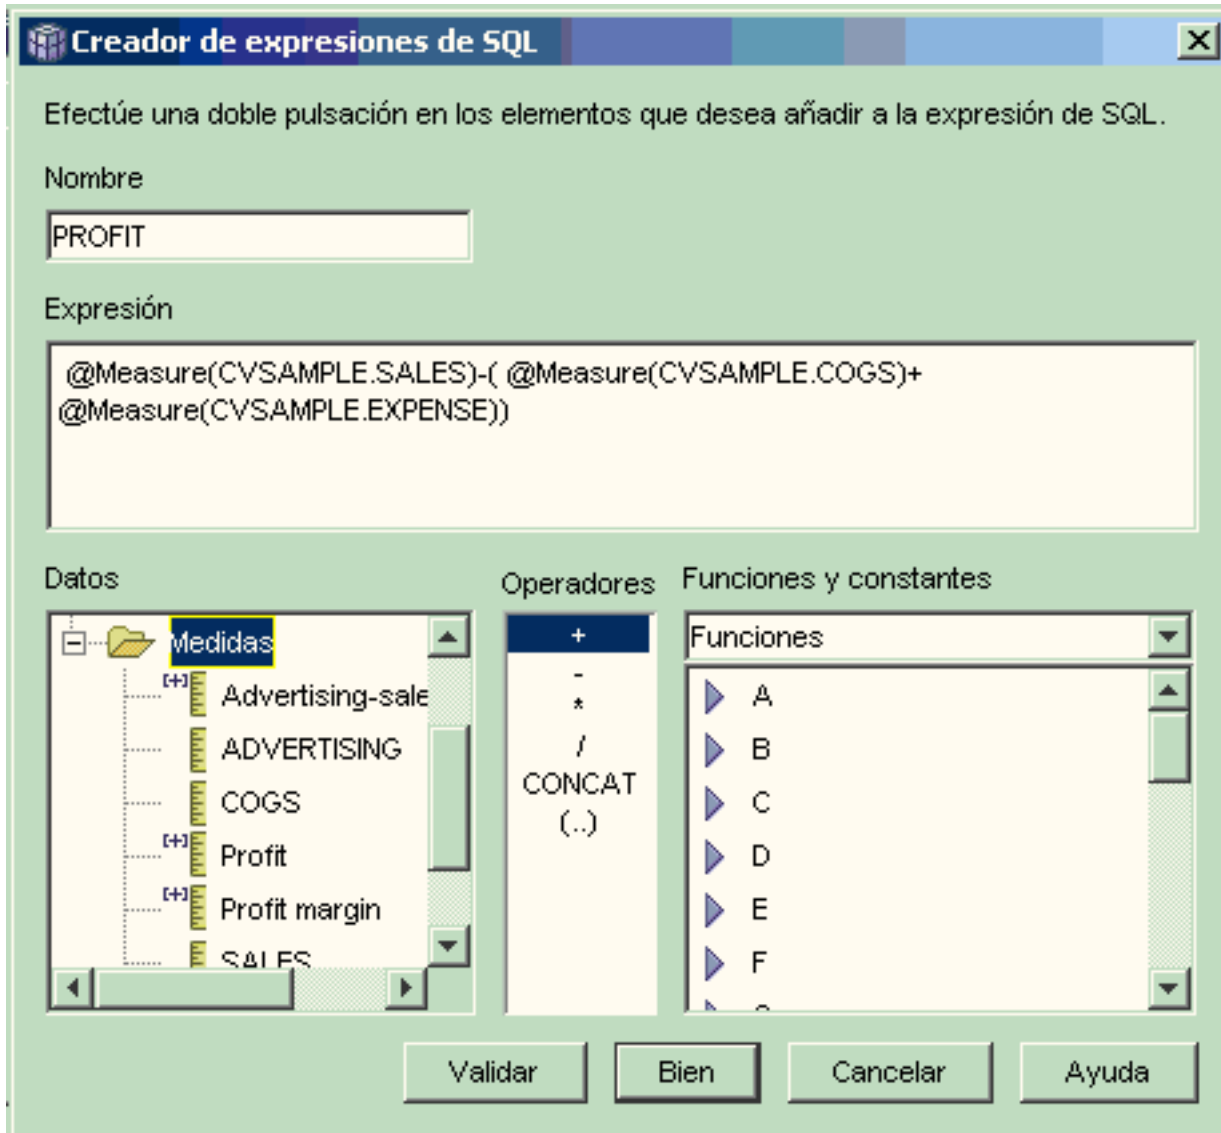 Creador de expresiones de SQL
Efectúe una doble pulsación en los elementos que desea añadir a la expresión de SQL.
Nombre
PROFIT
Expresión
@Measure(CVSAMPLE.SALES)-( @Measure(CVSAMPLE.COGS)+
@Measure(CVSAMPLE.EXPENSE))
Datos
Medidas
Advertising-sale
ADVERTISING
COGS
Profit
Profit margin
SALES
Operadores
+
-
*
/
CONCAT
(..)
Funciones y constantes
Funciones
A
B
C
D
E
F
Validar
Bien
Cancelar
Ayuda